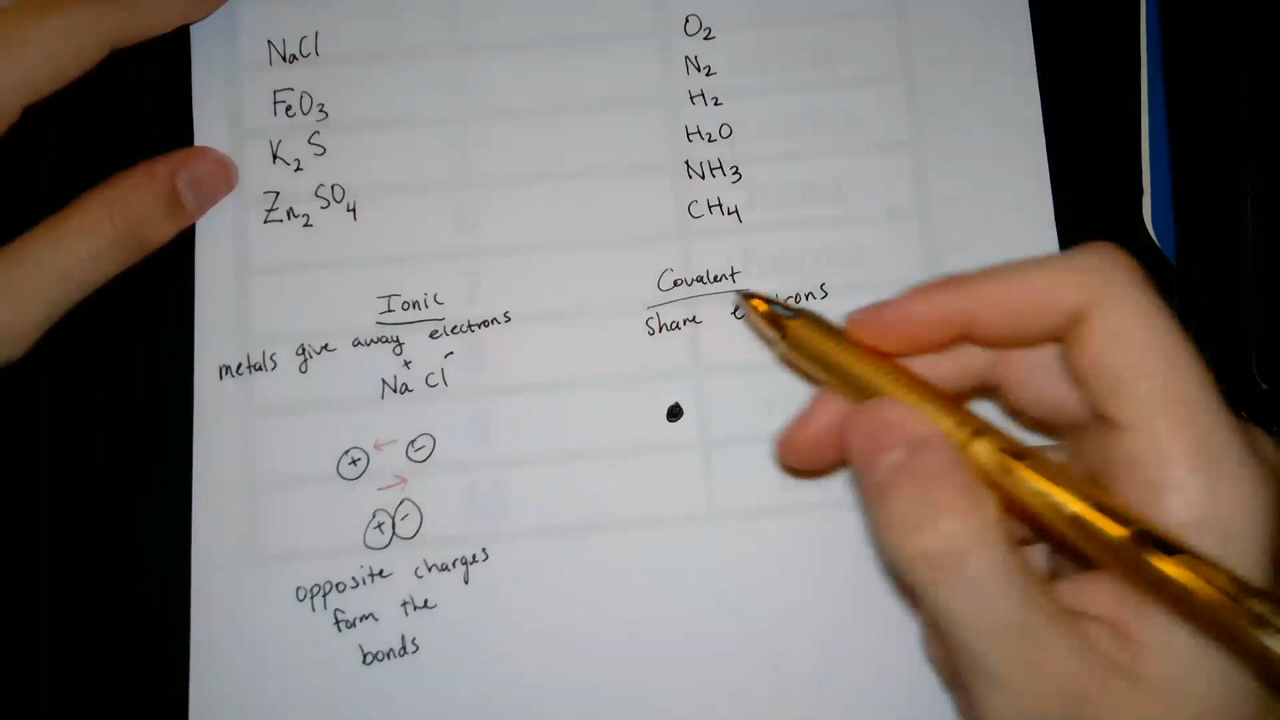 NaCl
FeO3
K2S
Zn2SO4
O2
N2
H2
H2O
NH3
CH4
Ionic
metals give away electrons
+ -
Na Cl
+ -
+ -
opposite charges
form the
bonds
Covalent
Share